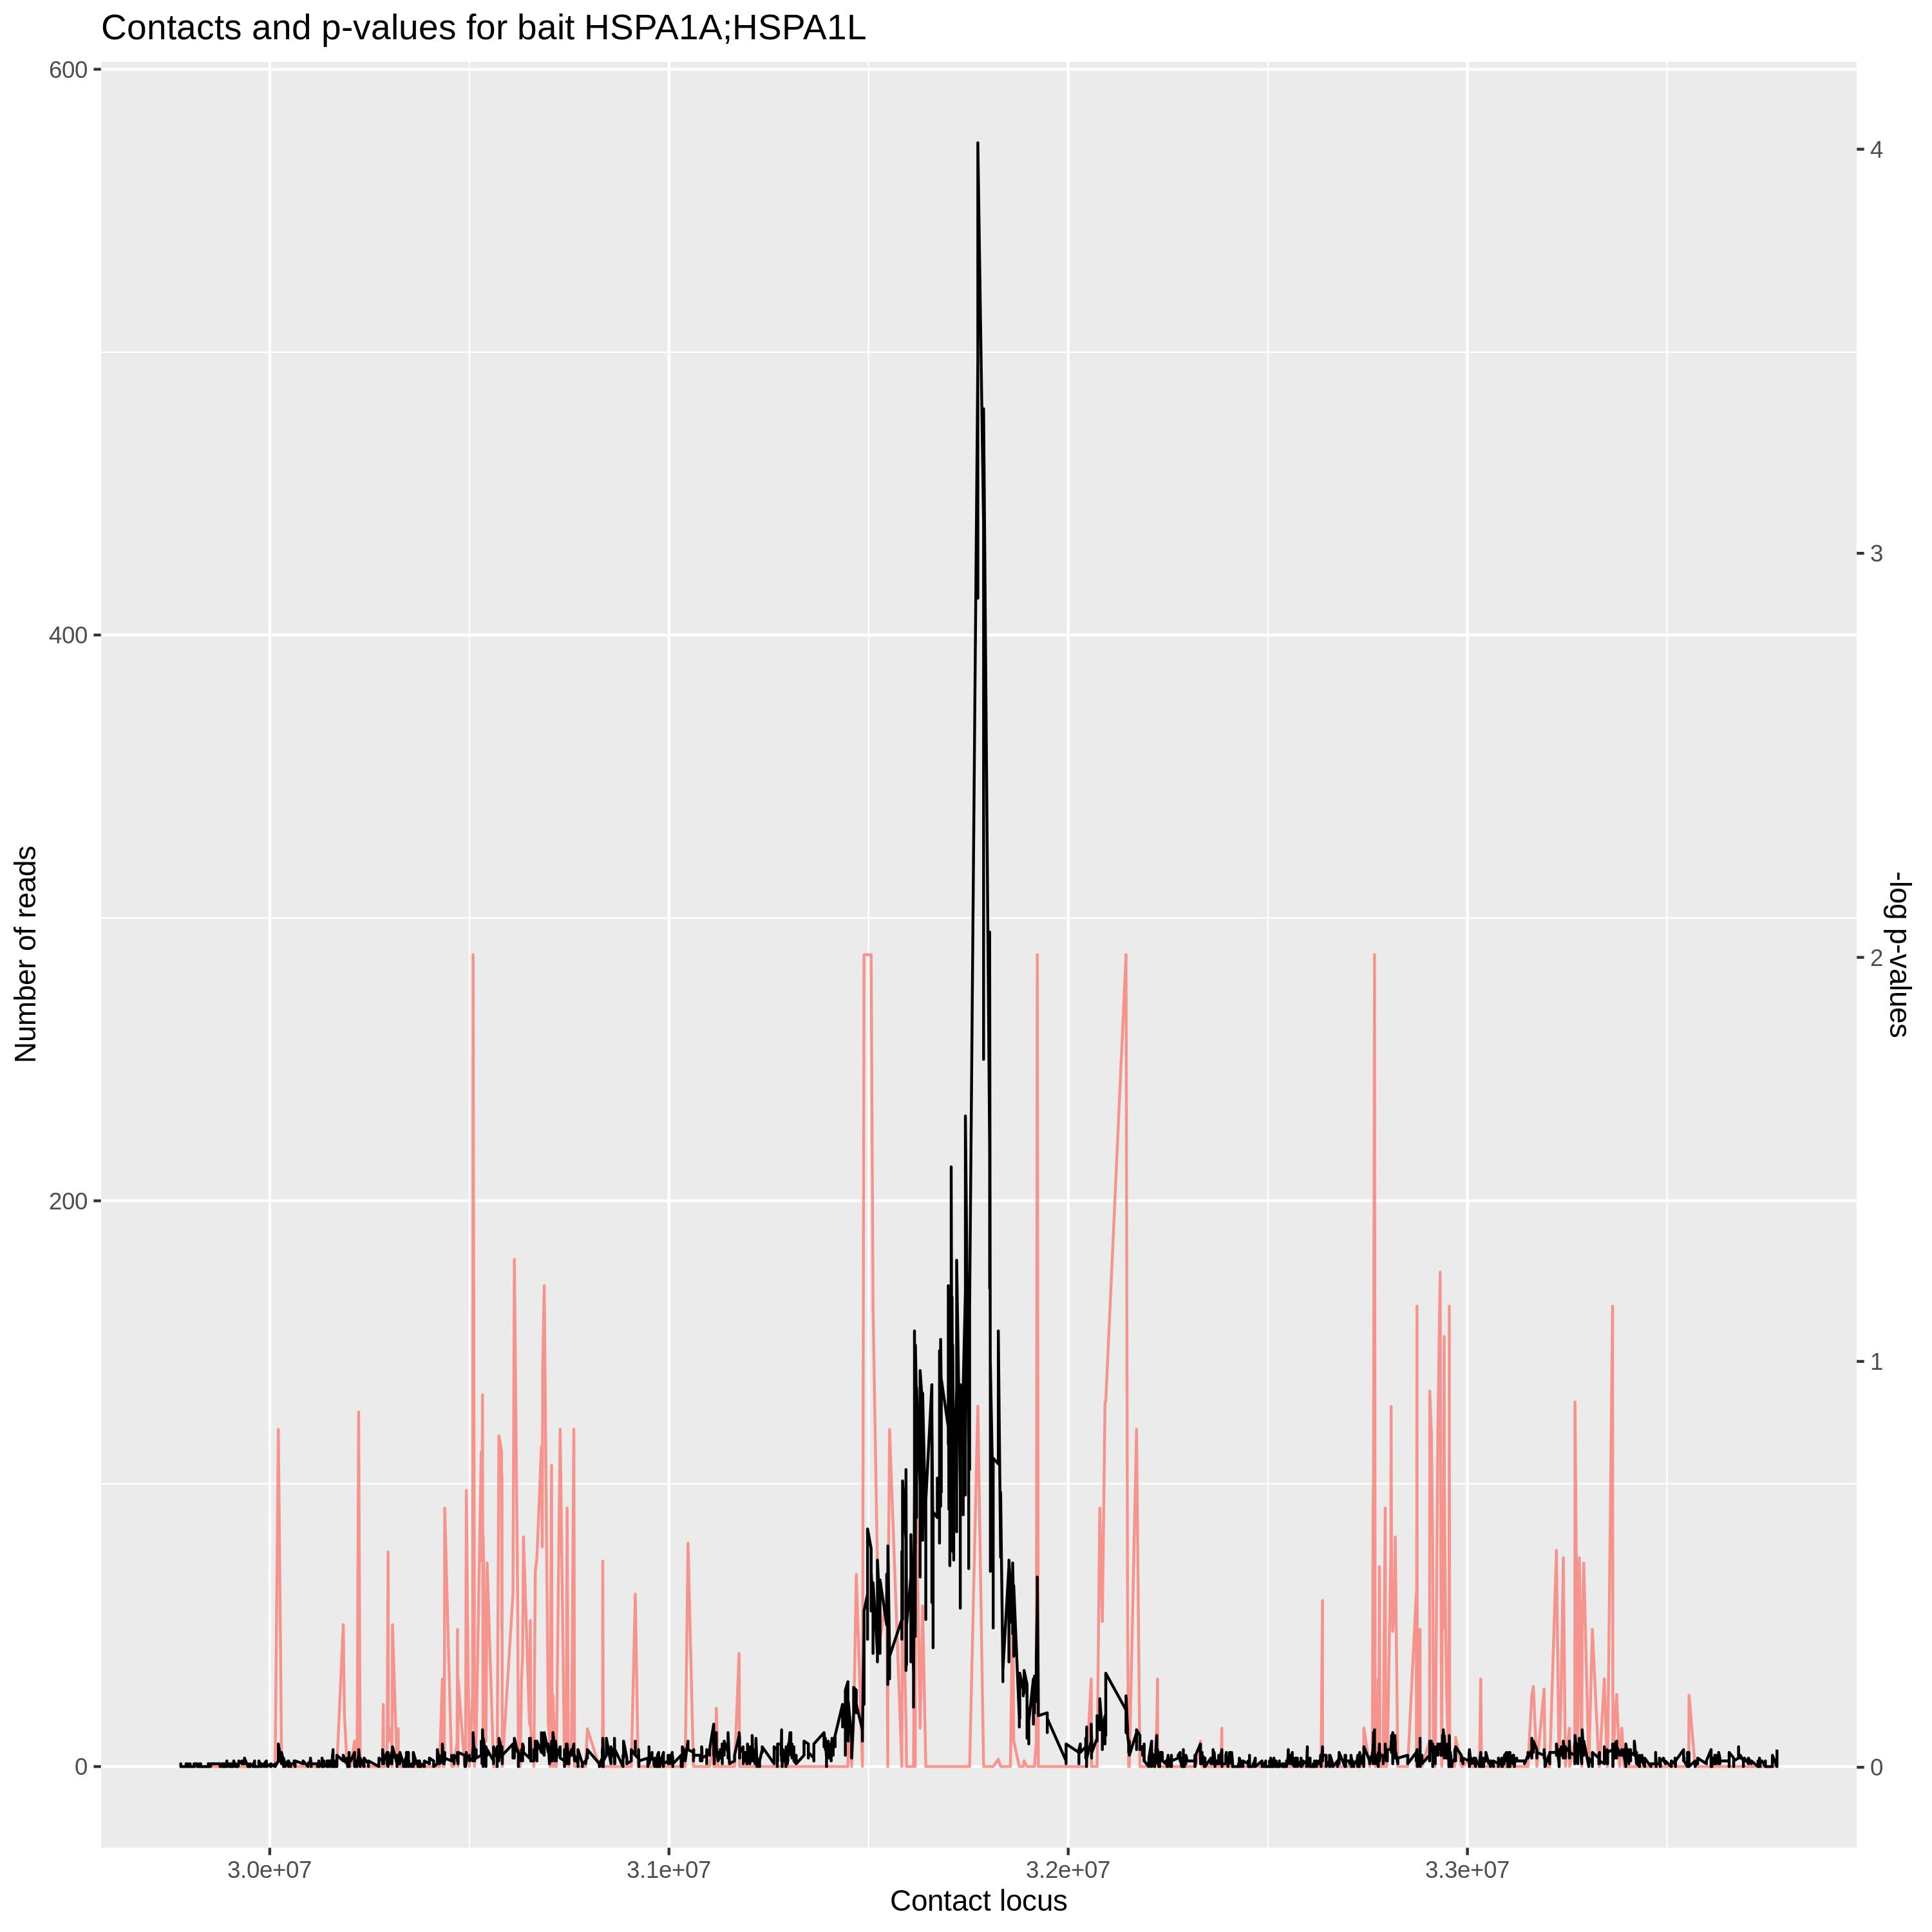 Contacts and p-values for bait HSPA1A;HSPA1L
600
400
200
0
Number of reads
4
3
2
1
0
-log p-values
3.0e+07
3.1e+07
3.2e+07
3.3e+07
Contact locus